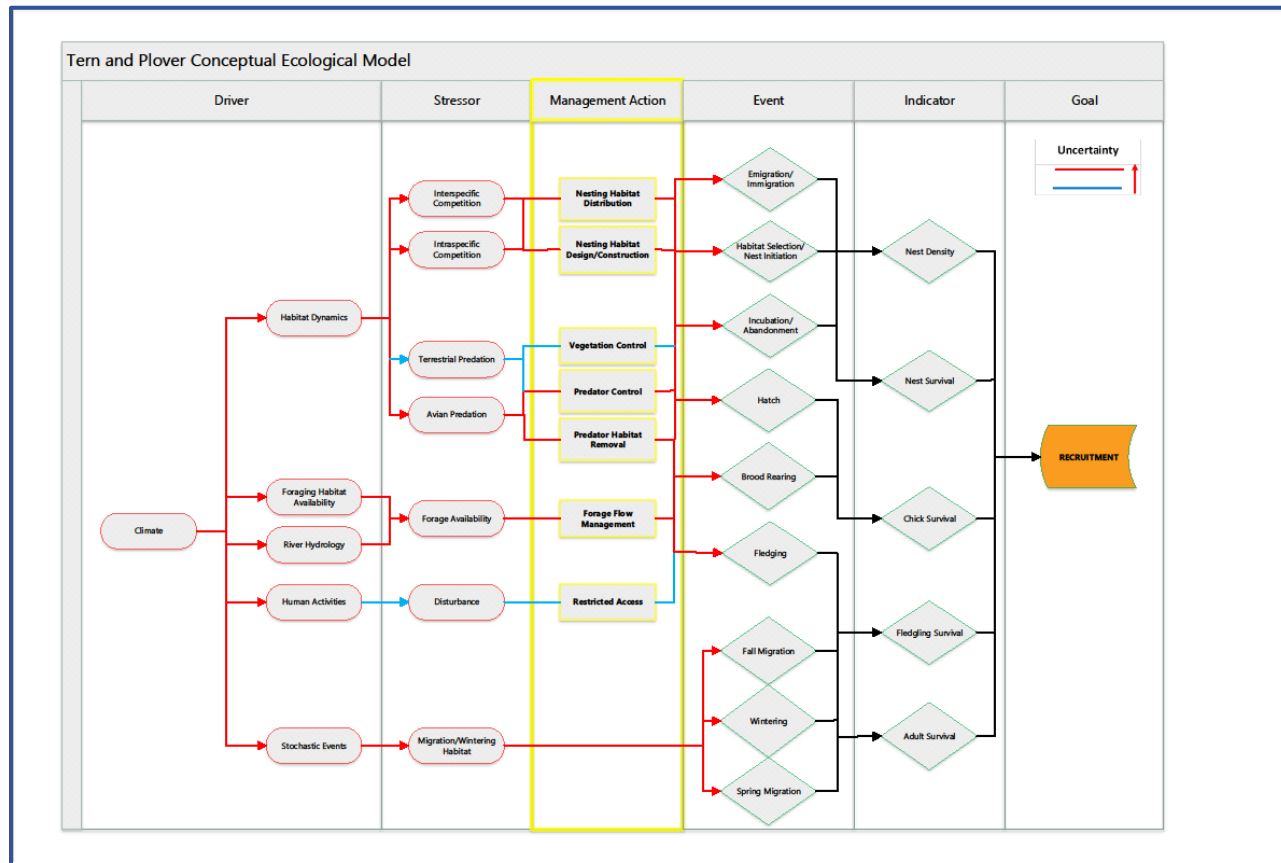 Tern and Plover Conceptual Ecological Model
Driver
Stressor
Management Action
Event
Indicator
Goal
Uncertainty
Climate
Habitat Dynamics
Foraging Habitat
Availability
River Hydrology
Human Activities
Stochastic Events
Interspecific
Competition
Intraspecific
Competition
Terrestrial Predation
Avian Predation
Forage Availability
Disturbance
Migration/Wintering
Habitat
Nesting Habitat
Distribution
Nesting Habitat
Design/Construction
Vegetation Control
Predator Control
Predator Habitat
Removal
Forage Flow
Management
Restricted Access
Emigration/
Immigration
Habitat Selection/
Nest Initiation
Incubation/
Abandonment
Hatch
Brood Rearing
Fledging
Fall Migration
Wintering
Spring Migration
Nest Density
Nest Survival
Chick Survival
Fledgling Survival
Adult Survival
RECRUITMENT